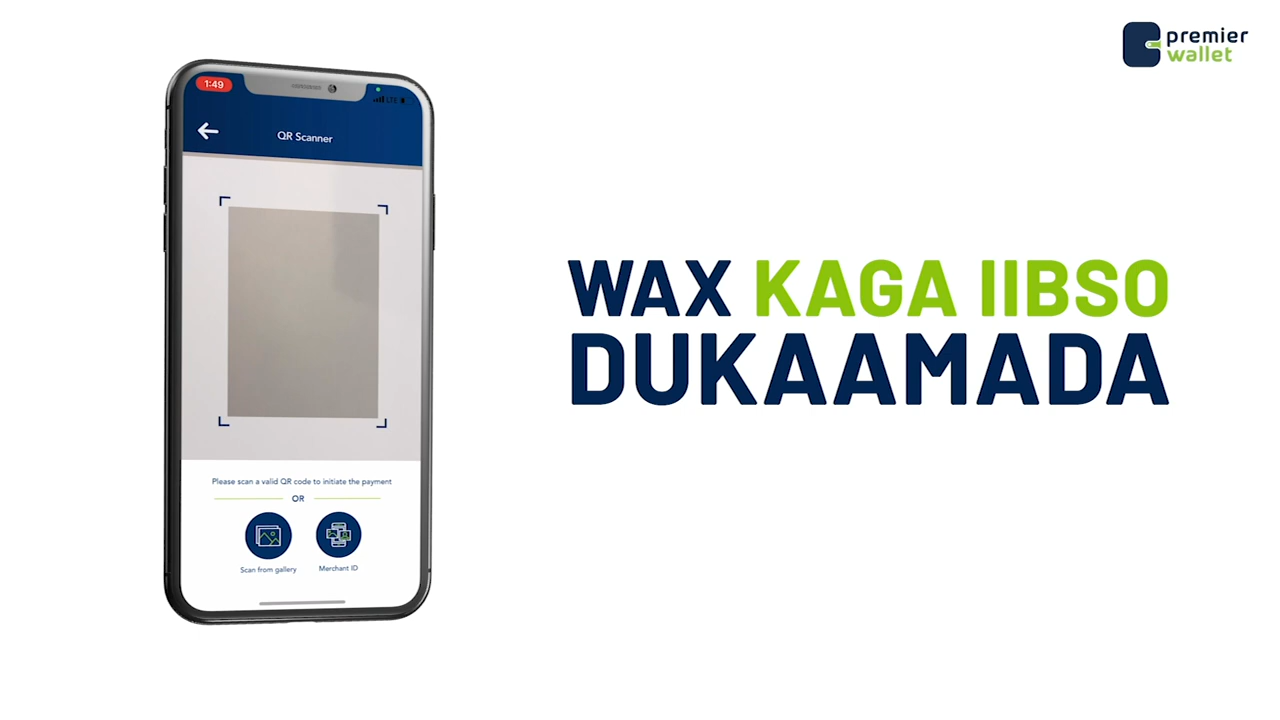 premier
wallet
1:49
LTE
QR Scanner
WAX KAGA IIBSO
DUKAAMADA
Please scan a valid QR code to initiate the payment
OR
Scan from gallery
Merchant ID